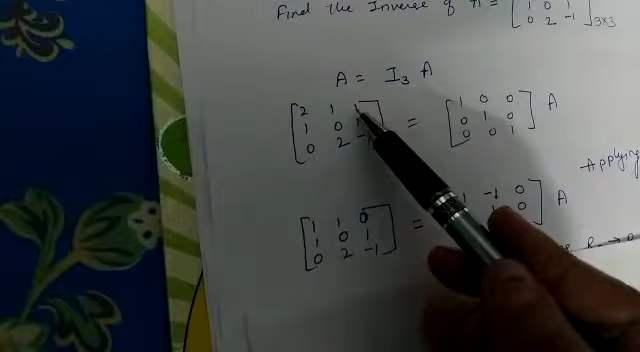 Find the Inverse of A = [ 1 0 1
0 2 -1 ] 3×3
A = I3 A
[ 2 1 1
1 0 1
0 2 -1 ] = [ 1 0 0
0 1 0
0 0 1 ] A
Applying
[ 1 1 0
1 0 1
0 2 -1 ] = 1 -1 0
0 ] A